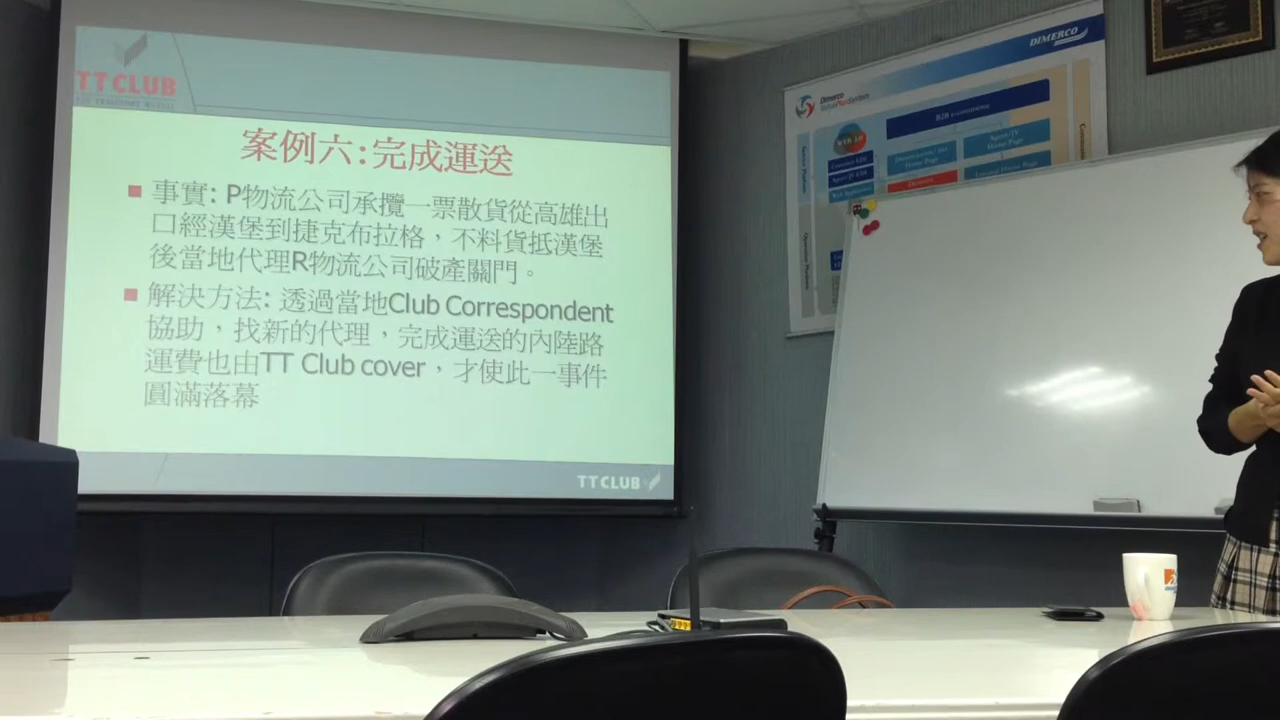 TT CLUB
案例六:完成運送
■ 事實: P物流公司承攬一票散貨從高雄出
口經漢堡到捷克布拉格，不料貨抵漢堡
後當地代理R物流公司破產關門。
■ 解決方法: 透過當地Club Correspondent
協助，找新的代理，完成運送的內陸路
運費也由TT Club cover，才使此一事件
圓滿落幕
TT CLUB
DIMERCO
Dimerco
B2B
Home Page
Home Page